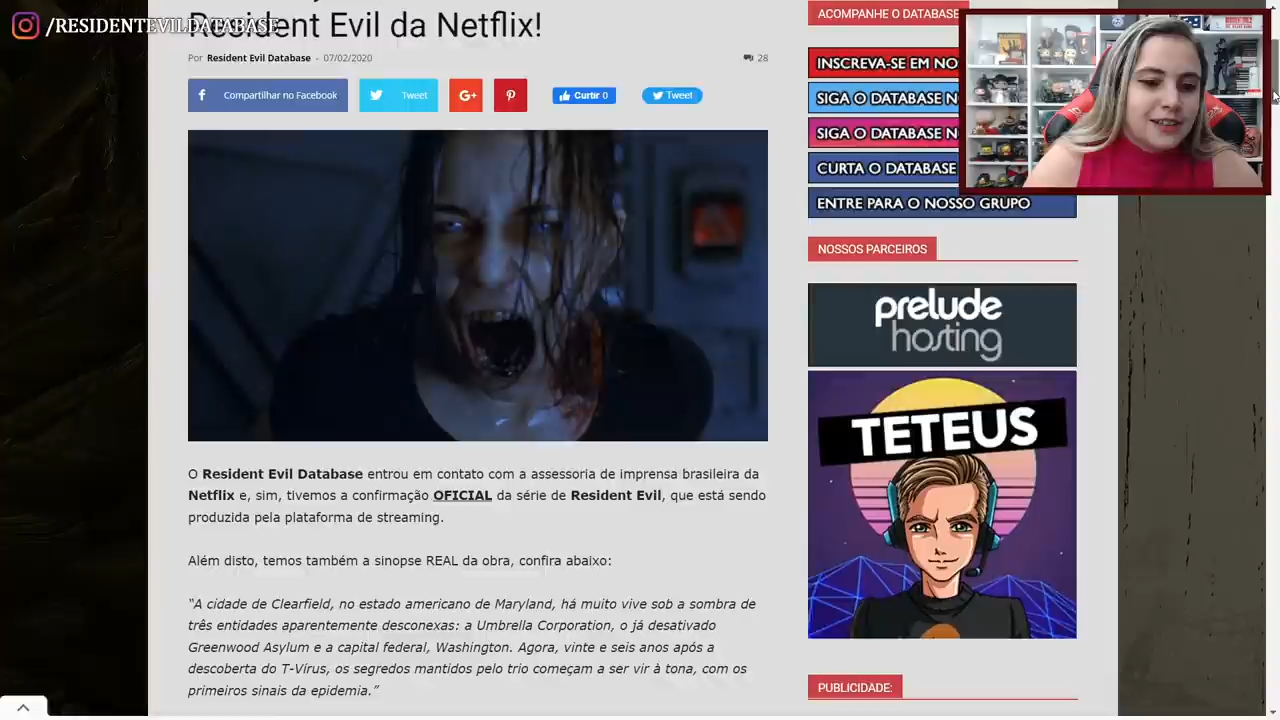 /RESIDENTEVILDATABASE
Resident Evil da Netflix!
Por Resident Evil Database - 07/02/2020
28
Compartilhar no Facebook
Tweet
G+
Curtir 0
Tweet
O Resident Evil Database entrou em contato com a assessoria de imprensa brasileira da
Netflix e, sim, tivemos a confirmação OFICIAL da série de Resident Evil, que está sendo
produzida pela plataforma de streaming.
Além disto, temos também a sinopse REAL da obra, confira abaixo:
“A cidade de Clearfield, no estado americano de Maryland, há muito vive sob a sombra de
três entidades aparentemente desconexas: a Umbrella Corporation, o já desativado
Greenwood Asylum e a capital federal, Washington. Agora, vinte e seis anos após a
descoberta do T-Virus, os segredos mantidos pelo trio começam a ser vir à tona, com os
primeiros sinais da epidemia.”
ACOMPANHE O DATABASE
INSCREVA-SE EM NO
SIGA O DATABASE N
SIGA O DATABASE N
CURTA O DATABASE
ENTRE PARA O NOSSO GRUPO
NOSSOS PARCEIROS
prelude
hosting
TETEUS
PUBLICIDADE: